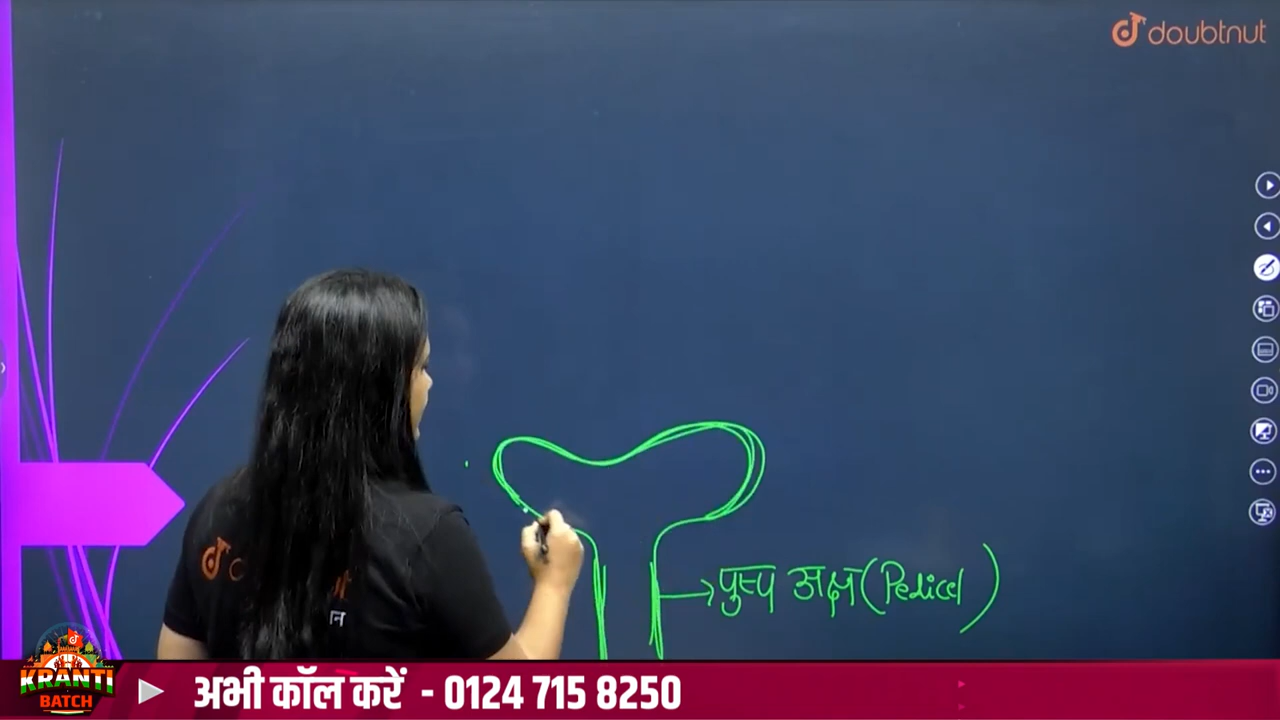 doubtnut
पुष्प अक्ष (Pedicel)
KRANTI
BATCH
अभी कॉल करें - 0124 715 8250